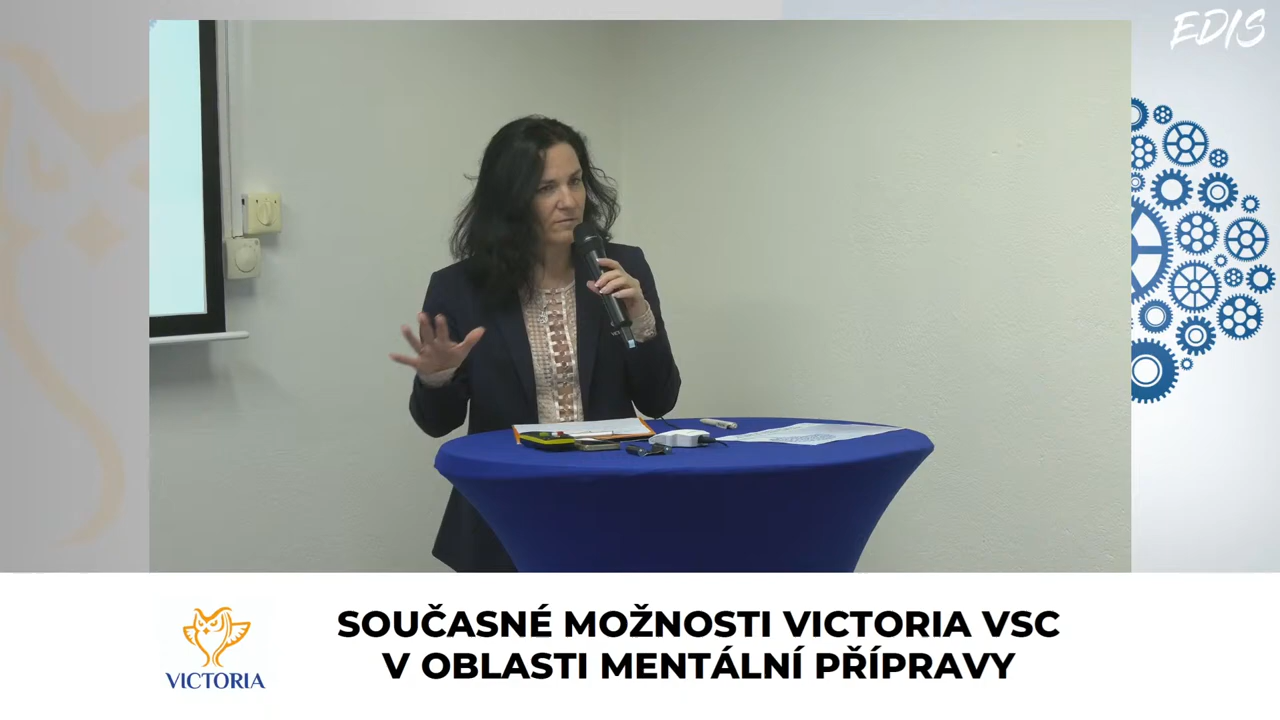 EDIS
SOUČASNÉ MOŽNOSTI VICTORIA VSC
V OBLASTI MENTÁLNÍ PŘÍPRAVY
VICTORIA